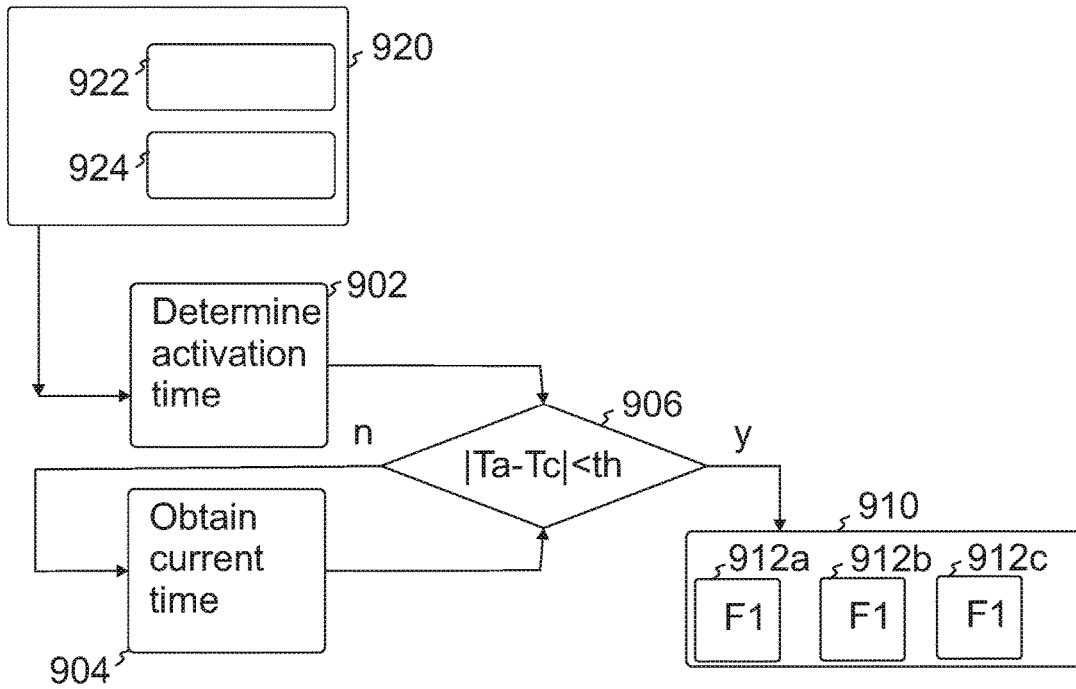 920
922
924
902
Determine
activation
time
906
n
y
|Ta-Tc|<th
Obtain
current
time
904
910
912a 912b 912c
F1 F1 F1